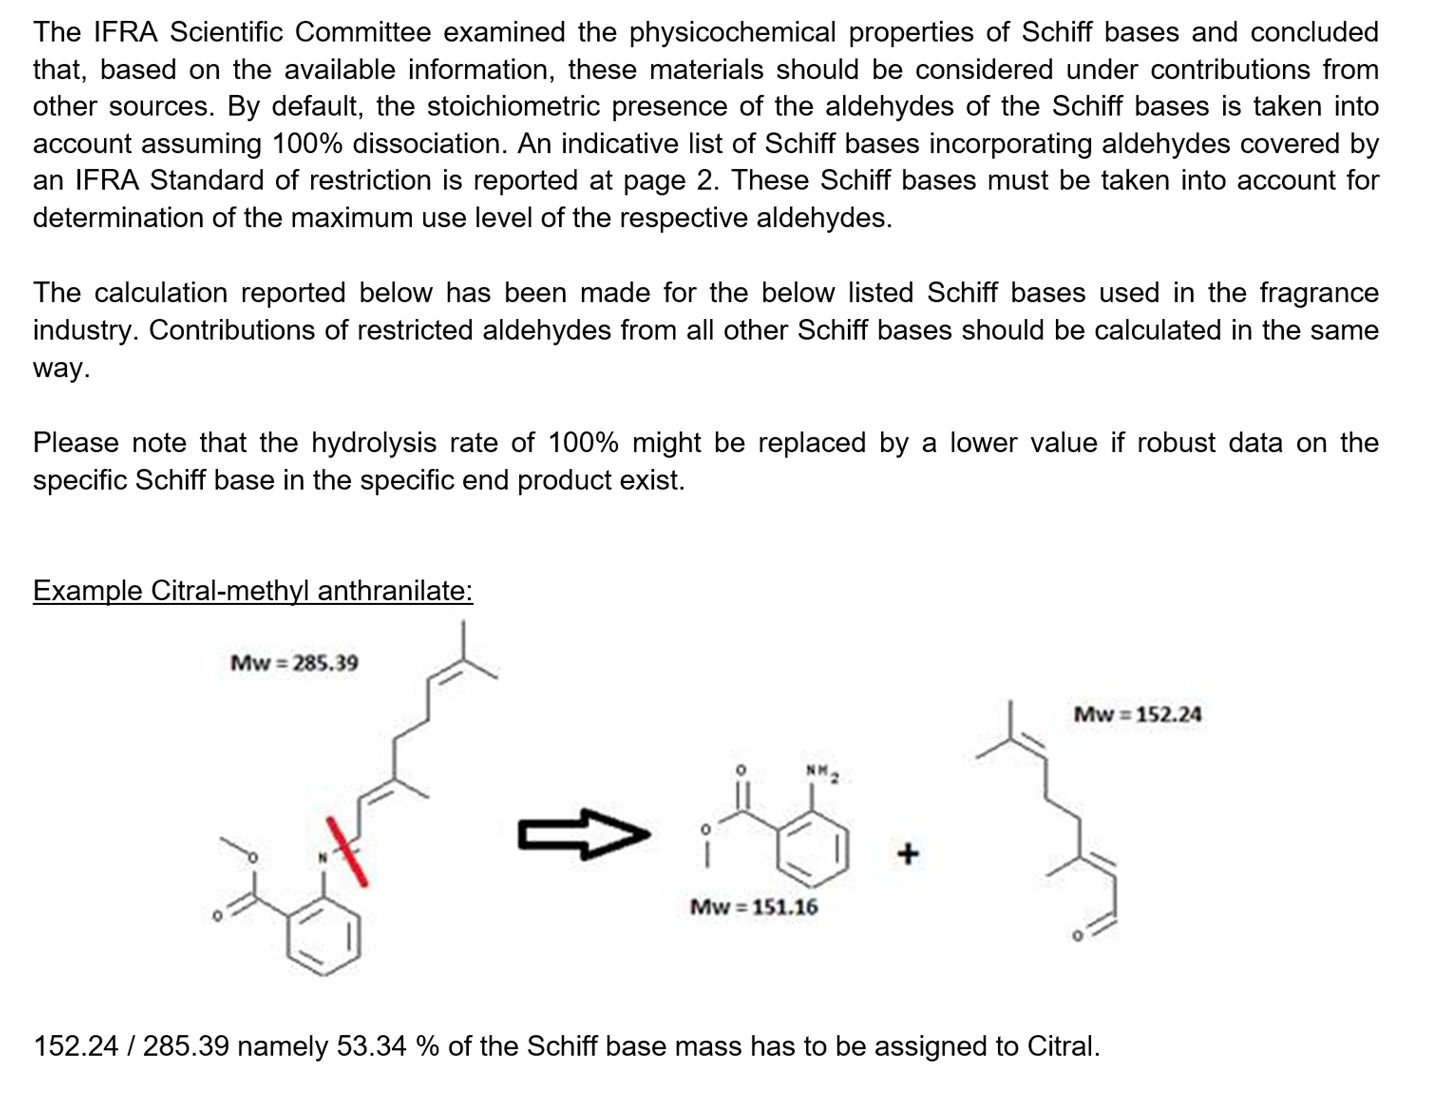 The IFRA Scientific Committee examined the physicochemical properties of Schiff bases and concluded
that, based on the available information, these materials should be considered under contributions from
other sources. By default, the stoichiometric presence of the aldehydes of the Schiff bases is taken into
account assuming 100% dissociation. An indicative list of Schiff bases incorporating aldehydes covered by
an IFRA Standard of restriction is reported at page 2. These Schiff bases must be taken into account for
determination of the maximum use level of the respective aldehydes.
The calculation reported below has been made for the below listed Schiff bases used in the fragrance
industry. Contributions of restricted aldehydes from all other Schiff bases should be calculated in the same
way.
Please note that the hydrolysis rate of 100% might be replaced by a lower value if robust data on the
specific Schiff base in the specific end product exist.
Example Citral-methyl anthranilate:
Mw = 285.39
N
O
O
O
NH2
O
Mw = 151.16
+
Mw = 152.24
O
152.24 / 285.39 namely 53.34 % of the Schiff base mass has to be assigned to Citral.